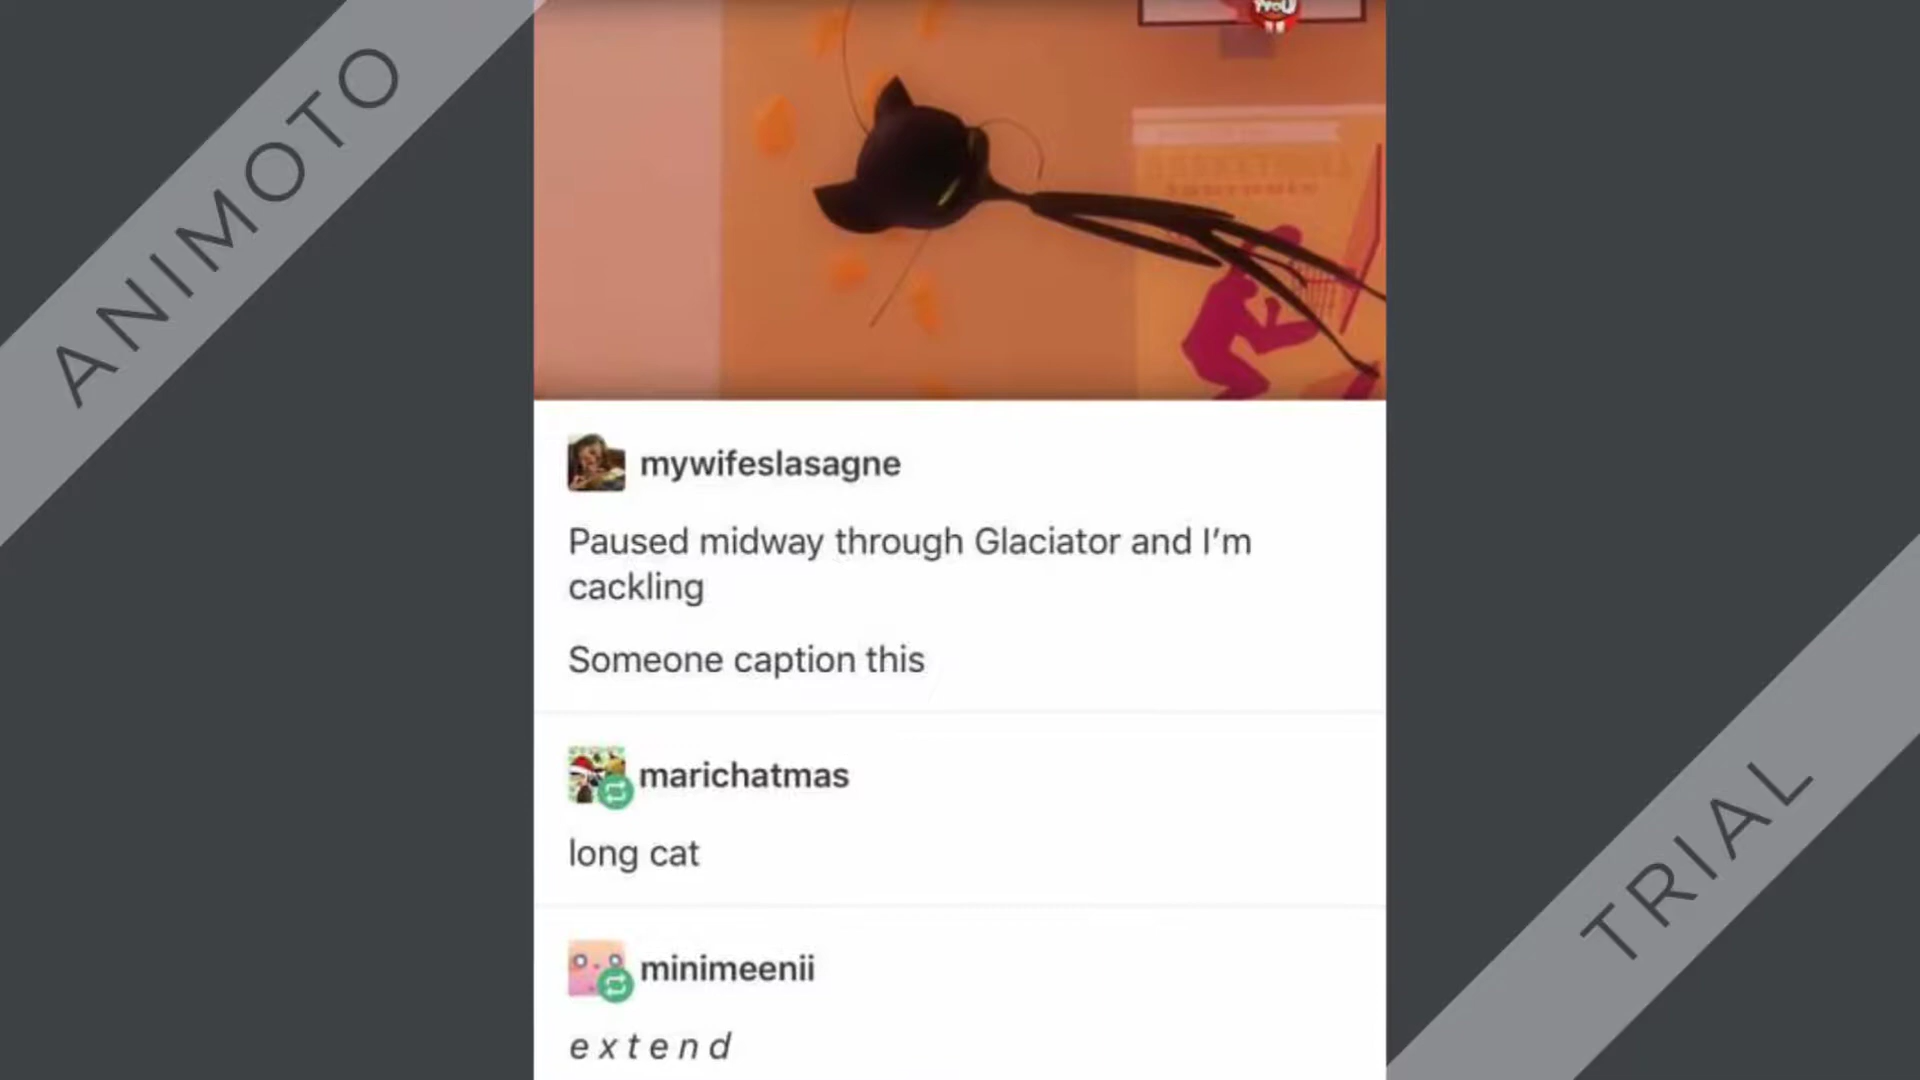 ANIMOTO
mywifeslasagne
Paused midway through Glaciator and I’m
cackling
Someone caption this
marichatmas
long cat
minimeenii
e x t e n d
TRIAL